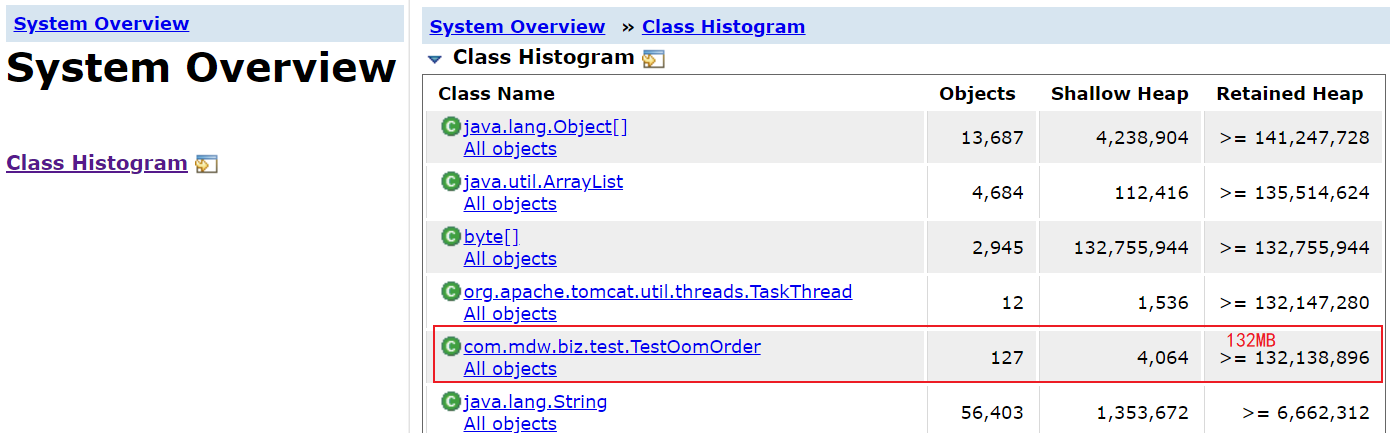 System Overview
System Overview
Class Histogram
System Overview » Class Histogram
Class Histogram
Class Name Objects Shallow Heap Retained Heap
java.lang.Object[]
All objects
13,687 4,238,904 >= 141,247,728
java.util.ArrayList
All objects
4,684 112,416 >= 135,514,624
byte[]
All objects
2,945 132,755,944 >= 132,755,944
org.apache.tomcat.util.threads.TaskThread
All objects
12 1,536 >= 132,147,280
com.mdw.biz.test.TestOomOrder
All objects
132MB
127 4,064 >= 132,138,896
java.lang.String
All objects
56,403 1,353,672 >= 6,662,312